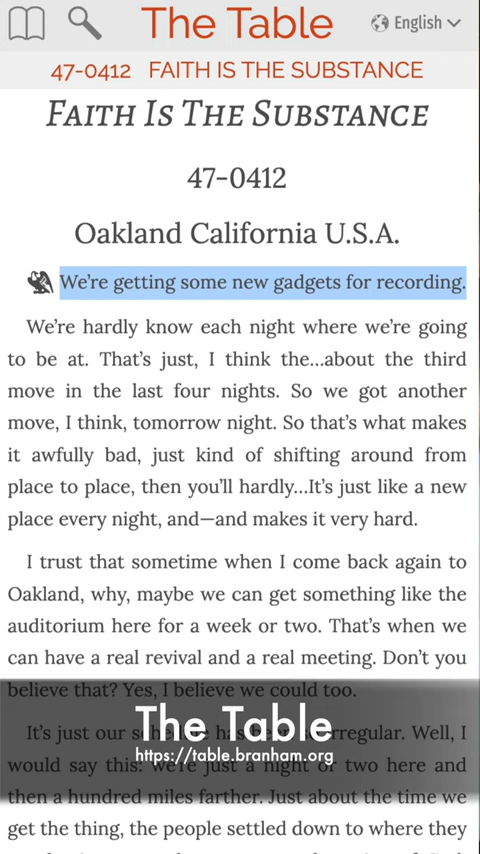 The Table
English
47-0412 FAITH IS THE SUBSTANCE
FAITH IS THE SUBSTANCE
47-0412
Oakland California U.S.A.
We're getting some new gadgets for recording.
We're hardly know each night where we're going
to be at. That's just, I think the…about the third
move in the last four nights. So we got another
move, I think, tomorrow night. So that's what makes
it awfully bad, just kind of shifting around from
place to place, then you'll hardly…It's just like a new
place every night, and—and makes it very hard.
I trust that sometime when I come back again to
Oakland, why, maybe we can get something like the
auditorium here for a week or two. That's when we
can have a real revival and a real meeting. Don't you
believe that? Yes, I believe we could too.
The Table
https://table.branham.org
It's just our has irregular. Well, I
would say this: we're just a night or two here and
then a hundred miles farther. Just about the time we
get the thing, the people settled down to where they